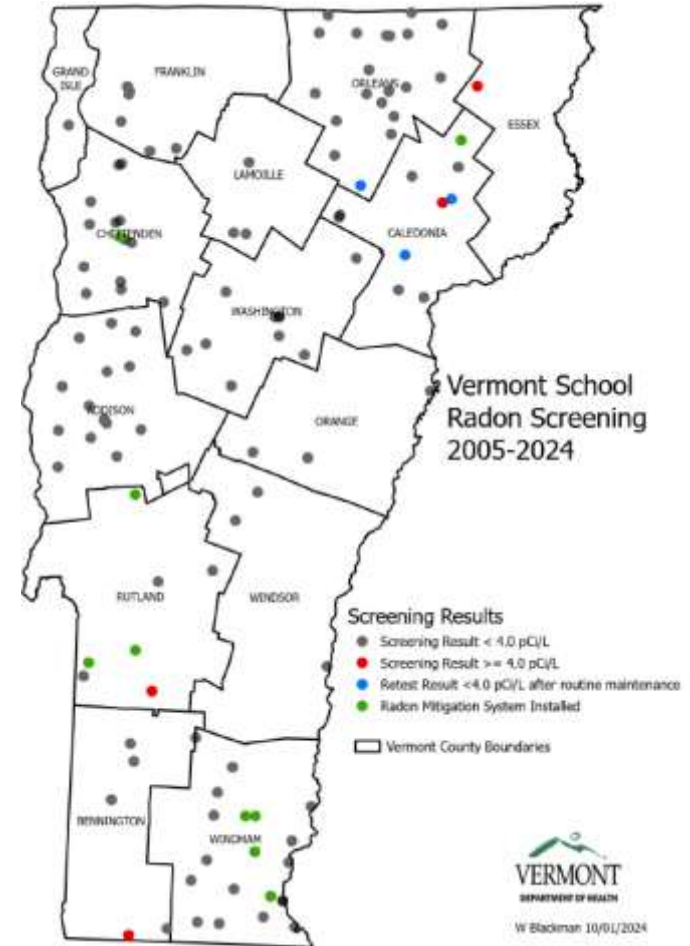 GRAND
ISLE
FRANKLIN
ORLEANS
ESSEX
LAMOILLE
CHITTENDEN
CALEDONIA
WASHINGTON
ADDISON
ORANGE
Vermont School
Radon Screening
2005-2024
RUTLAND
WINDSOR
Screening Results
Screening Result < 4.0 pCi/L
Screening Result >= 4.0 pCi/L
Retest Result <4.0 pCi/L after routine maintenance
Radon Mitigation System Installed
Vermont County Boundaries
BENNINGTON
WINDHAM
VERMONT
DEPARTMENT OF HEALTH
W Blackman 10/01/2024